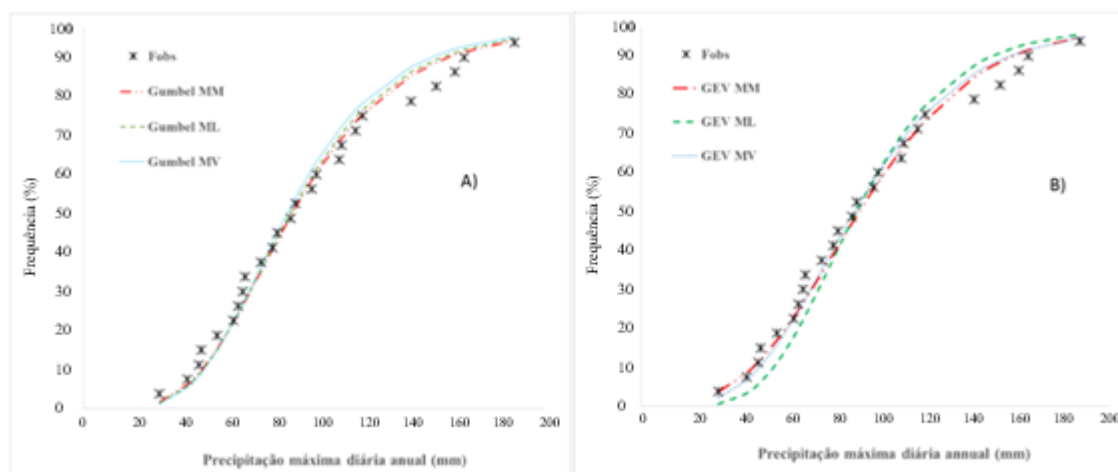 100
90
80
70
60
50
40
30
20
10
0
Frequência (%)
Fobs
Gumbel MM
Gumbel ML
Gumbel MV
A)
0 40 60 80 100 120 140 160 180 200
Precipitação máxima diária anual (mm)
100
90
80
70
60
50
40
30
20
10
0
Frequência (%)
Fobs
GEV MM
GEV ML
GEV MV
B)
0 40 60 80 100 120 140 160 180 200
Precipitação máxima diária annual (mm)